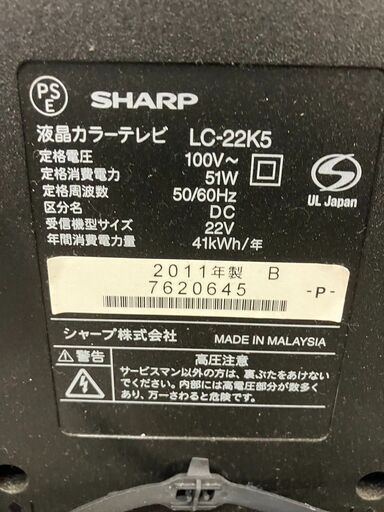 PS
E
SHARP
液晶カラーテレビ LC-22K5
定格電圧 100V～
定格消費電力 51W
定格周波数 50/60Hz
区分名 DC
受信機型サイズ 22V
年間消費電力量 41kWh/年
UL Japan
2011年製 B
7620645
-P-
シャープ株式会社 MADE IN MALAYSIA
警告 高圧注意
サービスマン以外の方は、裏ぶたをあけない
でください。内部には高電圧部分が数多く
あり、万一さわると危険です。